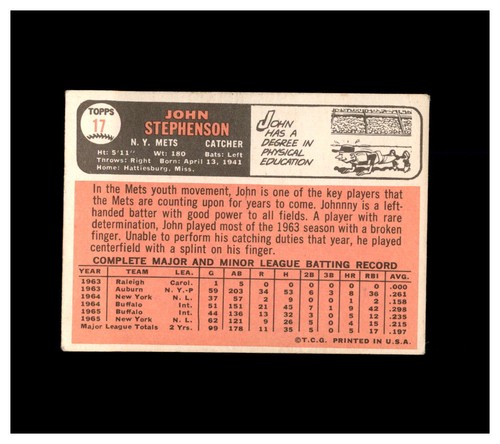 TOPPS
17
JOHN
STEPHENSON
N. Y. METS CATCHER
Ht: 5'11" Wt: 180 Bats: Left
Throws: Right Born: April 13, 1941
Home: Hattiesburg, Miss.
JOHN
HAS A
DEGREE IN
PHYSICAL
EDUCATION
In the Mets youth movement, John is one of the key players that
the Mets are counting upon for years to come. Johnny is a left-
handed batter with good power to all fields. A player with rare
determination, John played most of the 1963 season with a broken
finger. Unable to perform his catching duties that year, he played
centerfield with a splint on his finger.
COMPLETE MAJOR AND MINOR LEAGUE BATTING RECORD
YEAR TEAM LEA. G AB R H 2B 3B HR RBI AVG.
1963 Raleigh Carol. 1 5 0 0 0 0 0 0 .000
1963 Auburn N.Y.-P 59 203 34 53 6 3 8 36 .261
1964 New York N. L. 37 57 2 9 0 0 1 2 .158
1964 Buffalo Int. 51 151 28 45 7 1 9 42 .298
1965 Buffalo Int. 44 136 13 32 5 0 5 12 .235
1965 New York N. L. 62 121 9 26 5 0 4 15 .215
Major League Totals 2 Yrs. 99 178 11 35 5 0 5 17 .197
©T.C.G. PRINTED IN U.S.A.